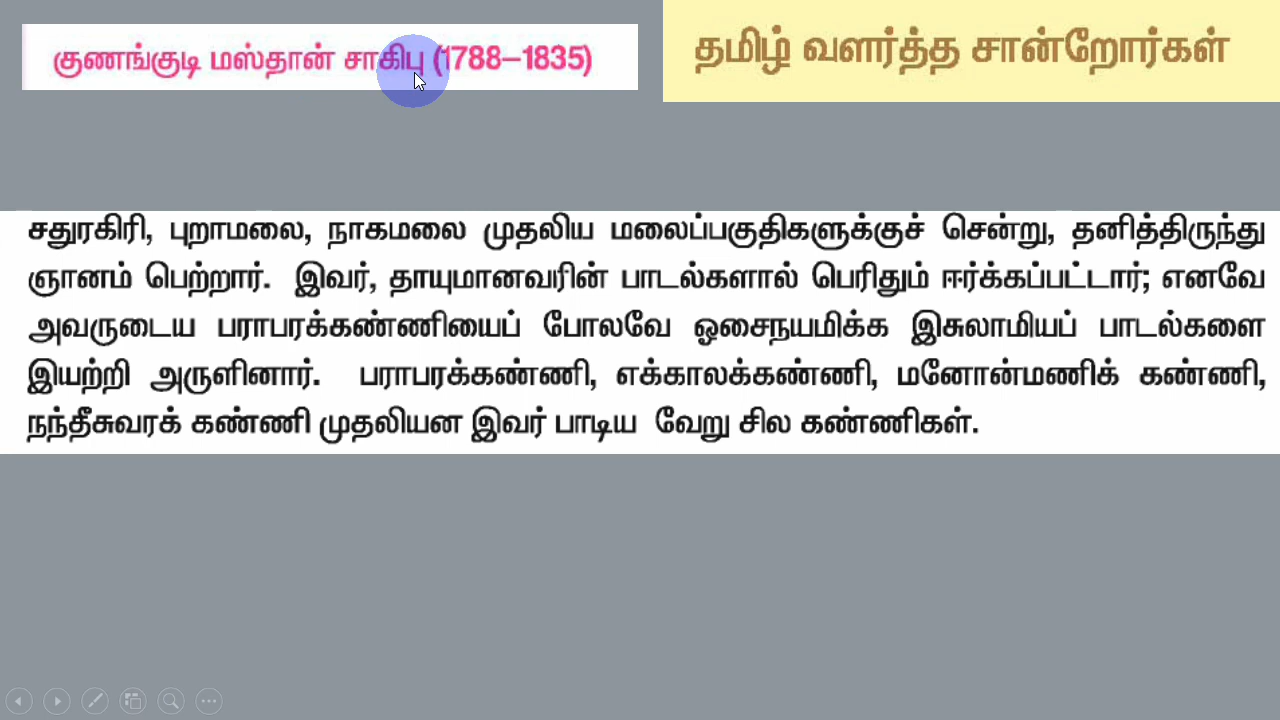 குணங்குடி மஸ்தான் சாகிபு (1788–1835)
தமிழ் வளர்த்த சான்றோர்கள்
சதுரகிரி, புறாமலை, நாகமலை முதலிய மலைப்பகுதிகளுக்குச் சென்று, தனித்திருந்து
ஞானம் பெற்றார். இவர், தாயுமானவரின் பாடல்களால் பெரிதும் ஈர்க்கப்பட்டார்; எனவே
அவருடைய பராபரக்கண்ணியைப் போலவே ஓசைநயமிக்க இசுலாமியப் பாடல்களை
இயற்றி அருளினார். பராபரக்கண்ணி, எக்காலக்கண்ணி, மனோன்மணிக் கண்ணி,
நந்தீசுவரக் கண்ணி முதலியன இவர் பாடிய வேறு சில கண்ணிகள்.